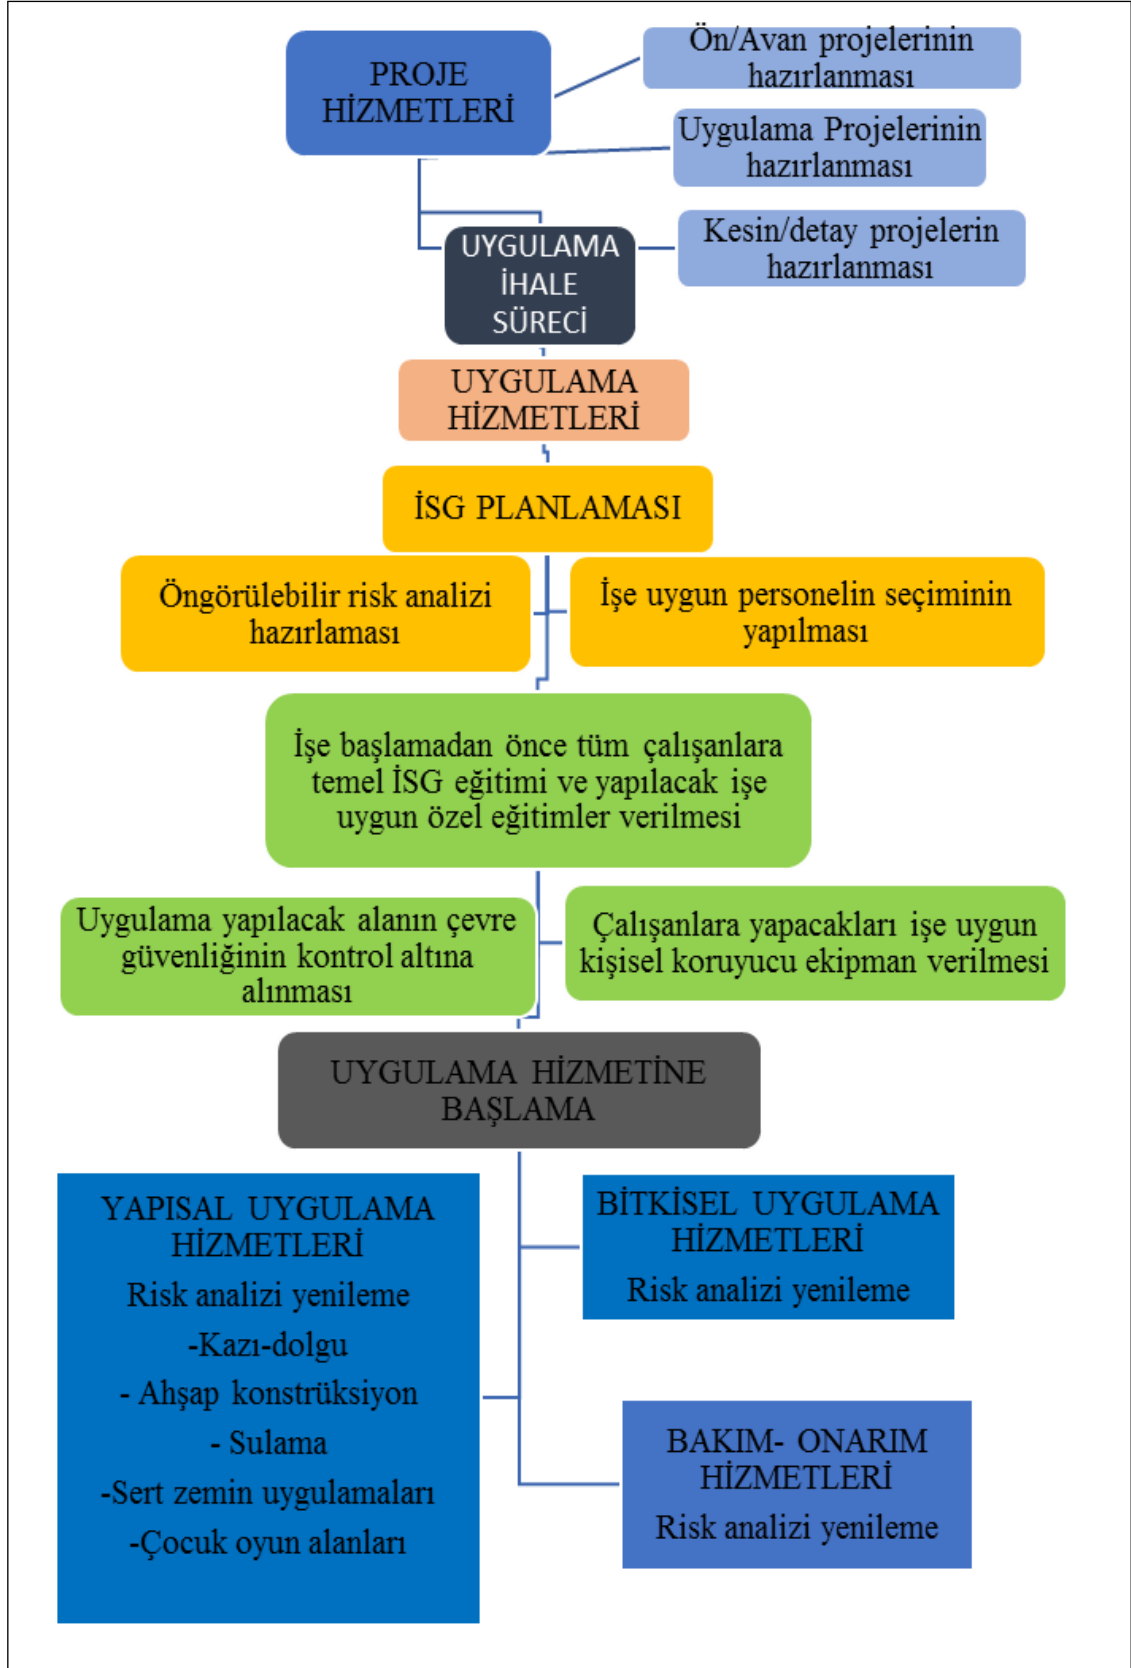 PROJE
HİZMETLERİ
Ön/Avan projelerinin
hazırlanması
Uygulama Projelerinin
hazırlanması
Kesin/detay projelerin
hazırlanması
UYGULAMA
İHALE
SÜRECİ
UYGULAMA
HİZMETLERİ
İSG PLANLAMASI
Öngörülebilir risk analizi
hazırlaması
İşe uygun personelin seçiminin
yapılması
İşe başlamadan önce tüm çalışanlara
temel İSG eğitimi ve yapılacak işe
uygun özel eğitimler verilmesi
Uygulama yapılacak alanın çevre
güvenliğinin kontrol altına
alınması
Çalışanlara yapacakları işe uygun
kişisel koruyucu ekipman verilmesi
UYGULAMA HİZMETİNE
BAŞLAMA
YAPISAL UYGULAMA
HİZMETLERİ
Risk analizi yenileme
-Kazı-dolgu
- Ahşap konstrüksiyon
- Sulama
-Sert zemin uygulamaları
-Çocuk oyun alanları
BİTKİSEL UYGULAMA
HİZMETLERİ
Risk analizi yenileme
BAKIM- ONARIM
HİZMETLERİ
Risk analizi yenileme